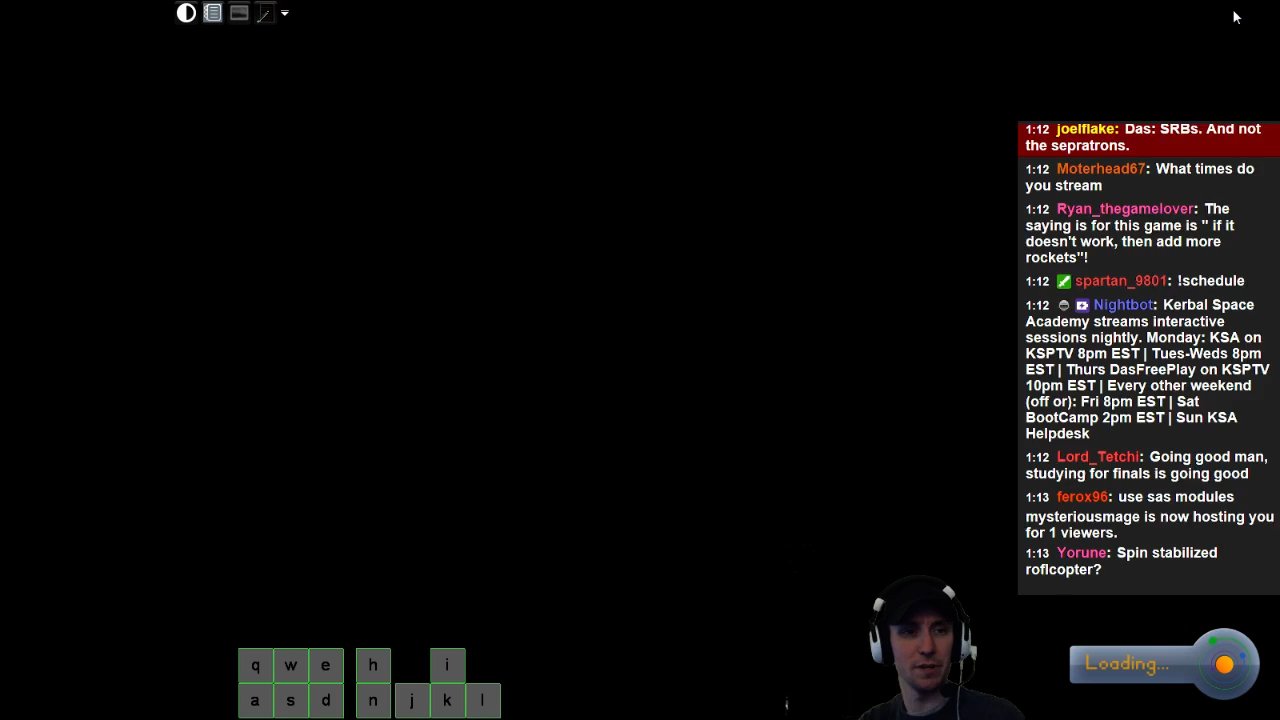 1:12 joelflake: Das: SRBs. And not
the sepratrons.
1:12 Moterhead67: What times do
you stream
1:12 Ryan_thegamelover: The
saying is for this game is " if it
doesn't work, then add more
rockets"!
1:12 spartan_9801: !schedule
1:12 Nightbot: Kerbal Space
Academy streams interactive
sessions nightly. Monday: KSA on
KSPTV 8pm EST | Tues-Weds 8pm
EST | Thurs DasFreePlay on KSPTV
10pm EST | Every other weekend
(off or): Fri 8pm EST | Sat
BootCamp 2pm EST | Sun KSA
Helpdesk
1:12 Lord_Tetchi: Going good man,
studying for finals is going good
1:13 ferox96: use sas modules
mysteriousmage is now hosting you
for 1 viewers.
1:13 Yorune: Spin stabilized
roflcopter?
q w e h i
a s d n j k l
Loading...